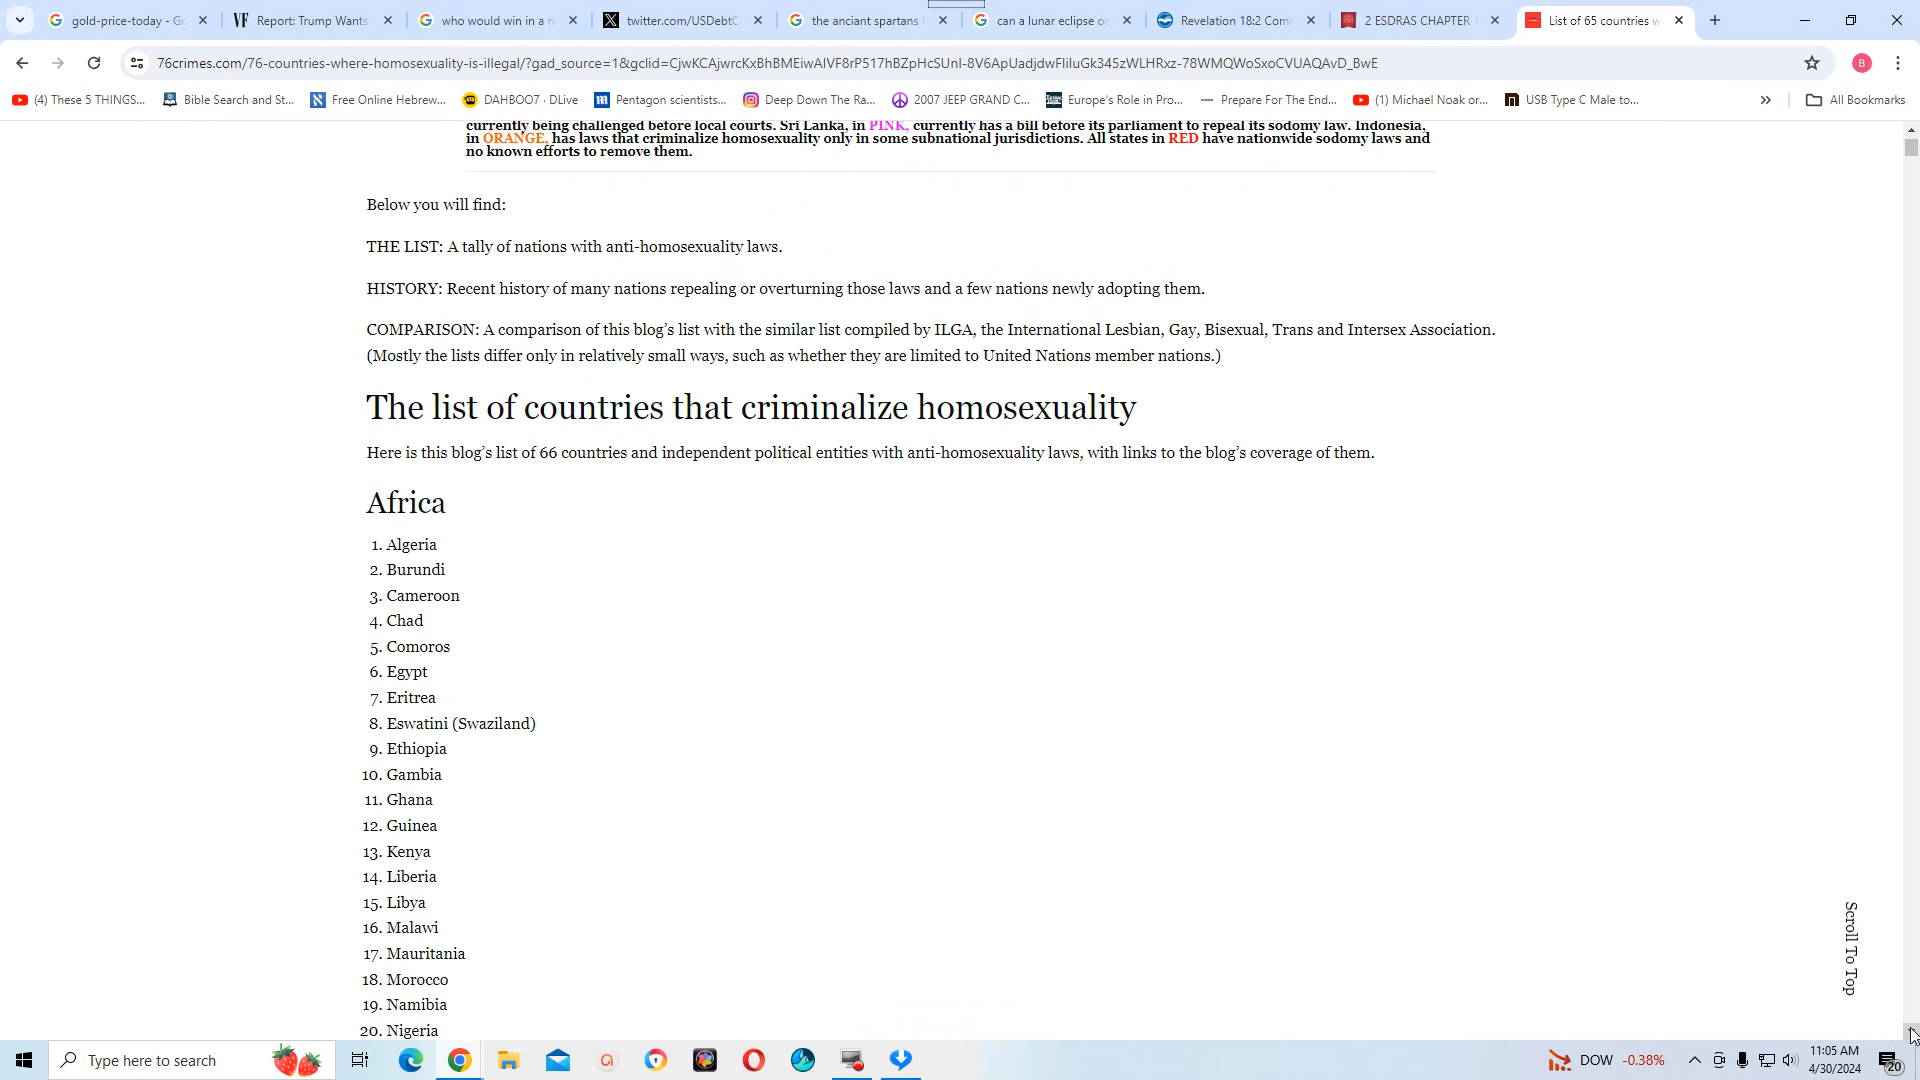 gold-price-today - Go
Report: Trump Wants
who would win in a n
twitter.com/USDebtC
the anciant spartans
can a lunar eclipse oc
Revelation 18:2 Com
2 ESDRAS CHAPTER
List of 65 countries w
76crimes.com/76-countries-where-homosexuality-is-illegal/?gad_source=1&gclid=CjwKCAjwrcKxBhBMEiwAIVF8rP517hBZpHcSUnI-8V6ApUadjdwFIiluGk345zWLHRxz-78WMQWoSxoCVUAQAvD_BwE
B
(4) These 5 THINGS...
Bible Search and St...
Free Online Hebrew...
DAHBOO7 · DLive
Pentagon scientists...
Deep Down The Ra...
2007 JEEP GRAND C...
Europe's Role in Pro...
Prepare For The End...
(1) Michael Noak or...
USB Type C Male to...
All Bookmarks
currently being challenged before local courts. Sri Lanka, in PINK, currently has a bill before its parliament to repeal its sodomy law. Indonesia,
in ORANGE, has laws that criminalize homosexuality only in some subnational jurisdictions. All states in RED have nationwide sodomy laws and
no known efforts to remove them.
Below you will find:
THE LIST: A tally of nations with anti-homosexuality laws.
HISTORY: Recent history of many nations repealing or overturning those laws and a few nations newly adopting them.
COMPARISON: A comparison of this blog's list with the similar list compiled by ILGA, the International Lesbian, Gay, Bisexual, Trans and Intersex Association.
(Mostly the lists differ only in relatively small ways, such as whether they are limited to United Nations member nations.)
The list of countries that criminalize homosexuality
Here is this blog's list of 66 countries and independent political entities with anti-homosexuality laws, with links to the blog's coverage of them.
Africa
1. Algeria
2. Burundi
3. Cameroon
4. Chad
5. Comoros
6. Egypt
7. Eritrea
8. Eswatini (Swaziland)
9. Ethiopia
10. Gambia
11. Ghana
12. Guinea
13. Kenya
14. Liberia
15. Libya
16. Malawi
17. Mauritania
18. Morocco
19. Namibia
20. Nigeria
Scroll To Top
Type here to search
DOW -0.38%
11:05 AM
4/30/2024
20